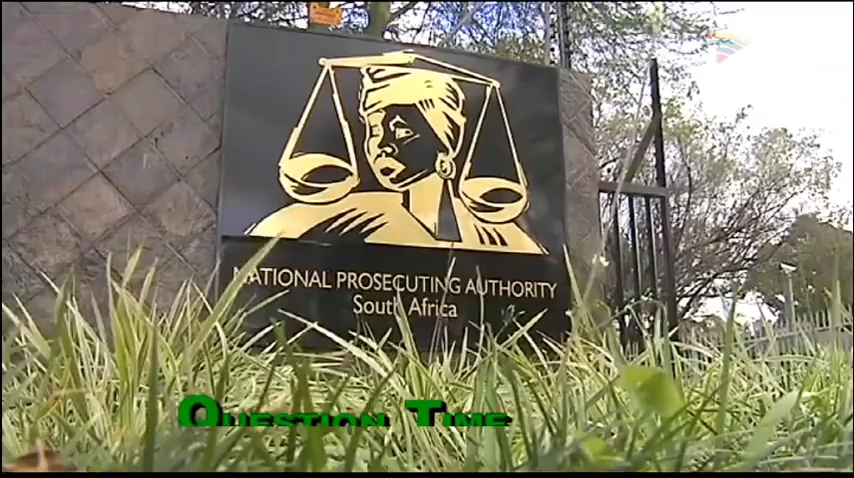 NATIONAL PROSECUTING AUTHORITY
South Africa
QUESTION TIME